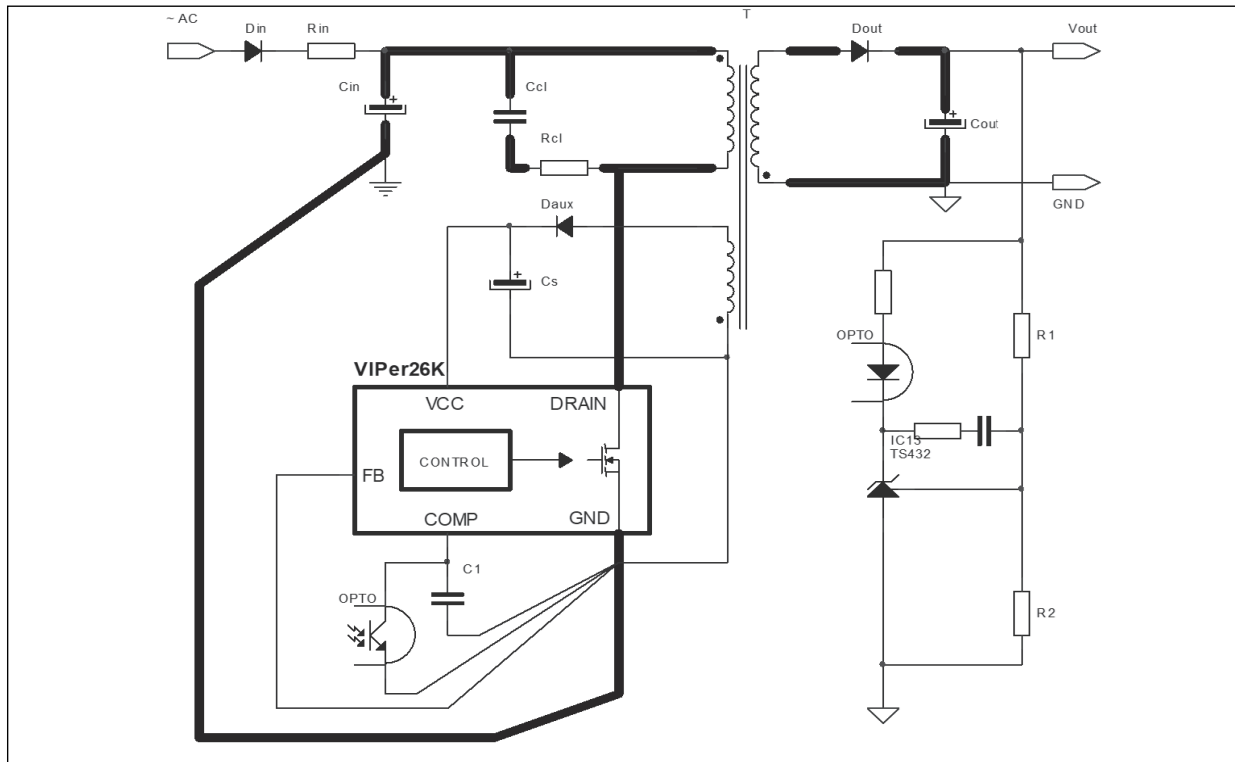 ~ AC
Din
Rin
T
Dout
Vout
Cin
+
Ccl
+
Cout
Rcl
GND
Daux
+
Cs
OPTO
R1
VIPer26K
VCC
DRAIN
IC13
TS432
CONTROL
FB
COMP
GND
C1
OPTO
R2